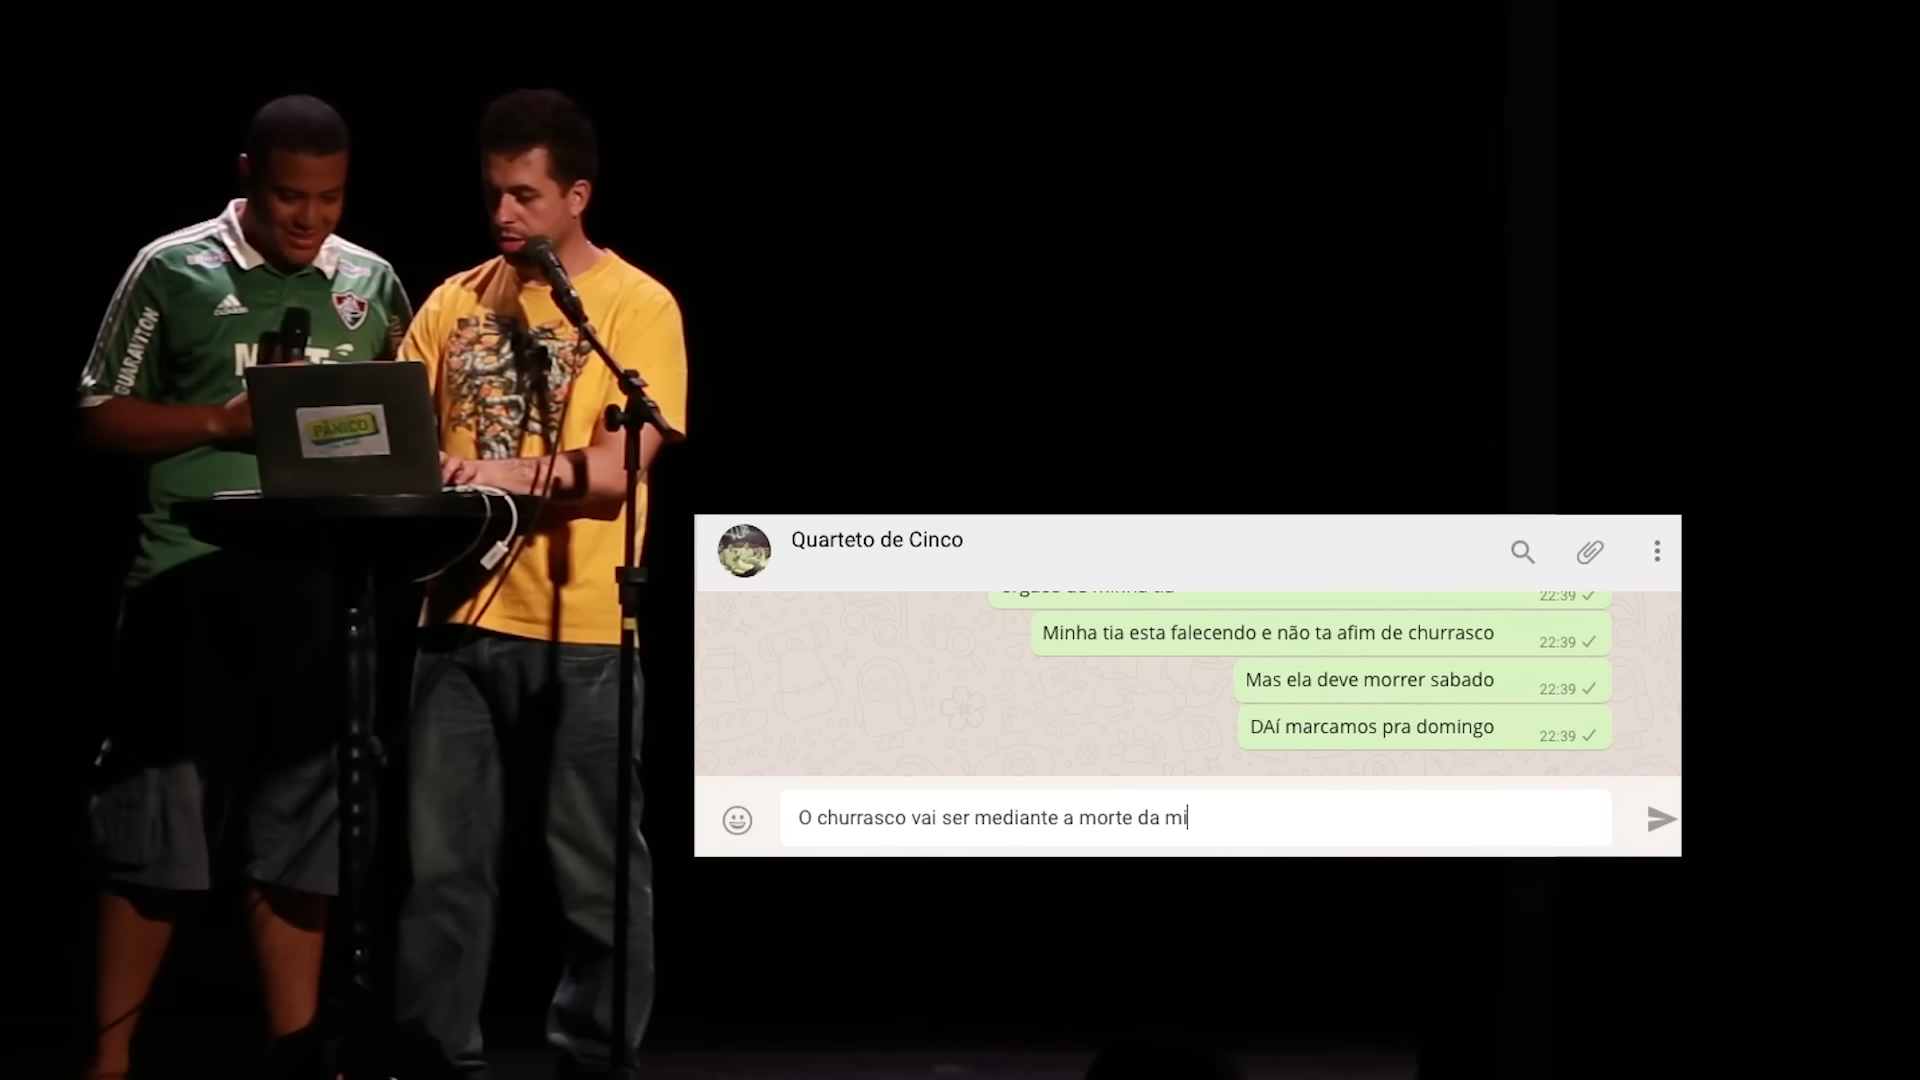 GUARAVITON
adidas
PÂNICO
Quarteto de Cinco
22:39
Minha tia esta falecendo e não ta afim de churrasco
22:39
Mas ela deve morrer sabado
22:39
DAí marcamos pra domingo
22:39
O churrasco vai ser mediante a morte da mi